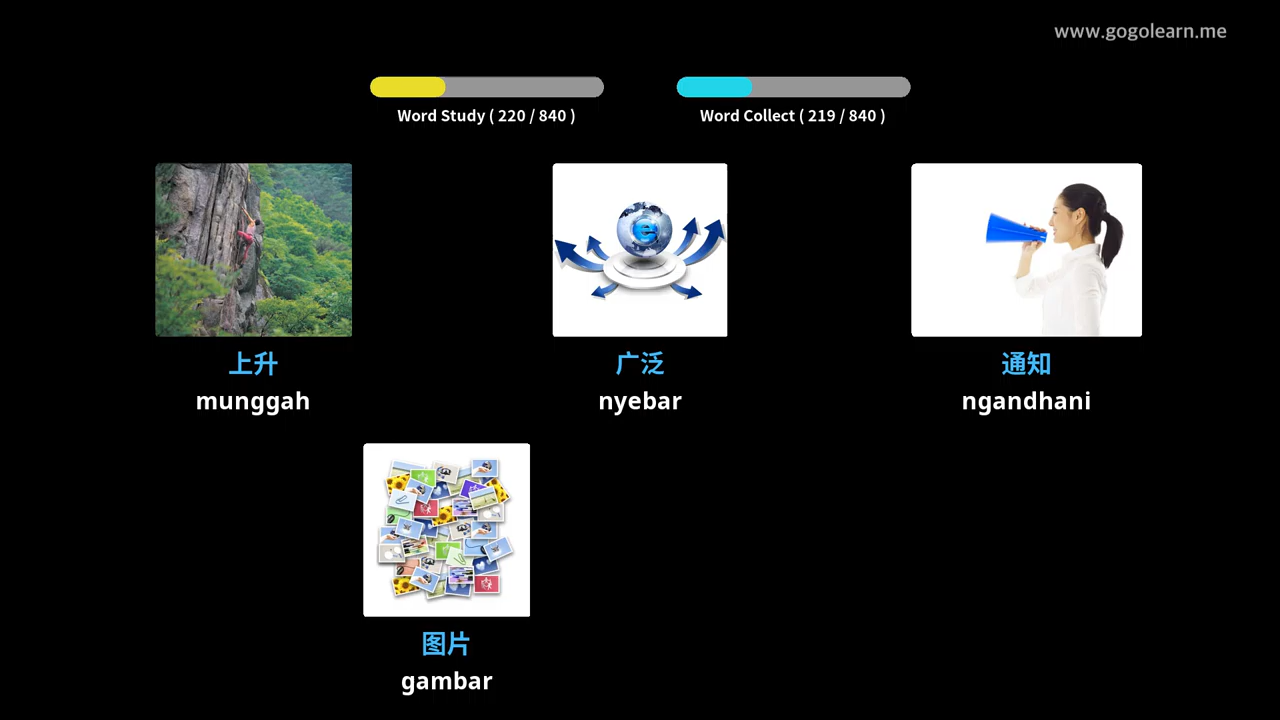 www.gogolearn.me
Word Study ( 220 / 840 )
Word Collect ( 219 / 840 )
上升
munggah
广泛
nyebar
通知
ngandhani
图片
gambar